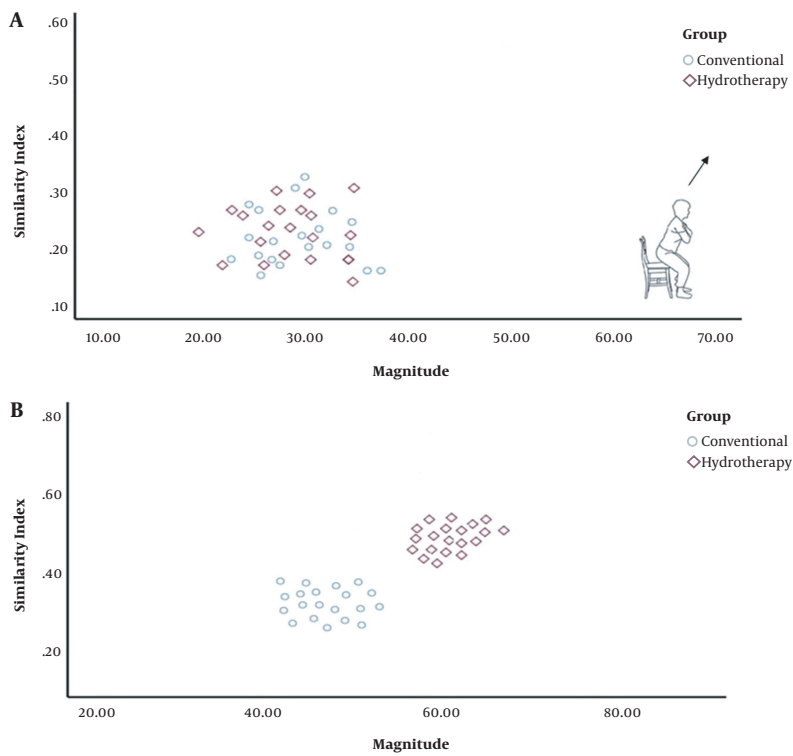 A
.60
.50
.40
.30
.20
.10
Similarity Index
10.00 20.00 30.00 40.00 50.00 60.00 70.00
Magnitude
Group
Conventional
Hydrotherapy
B
.80
.60
.40
.20
Similarity Index
20.00 40.00 60.00 80.00
Magnitude
Group
Conventional
Hydrotherapy